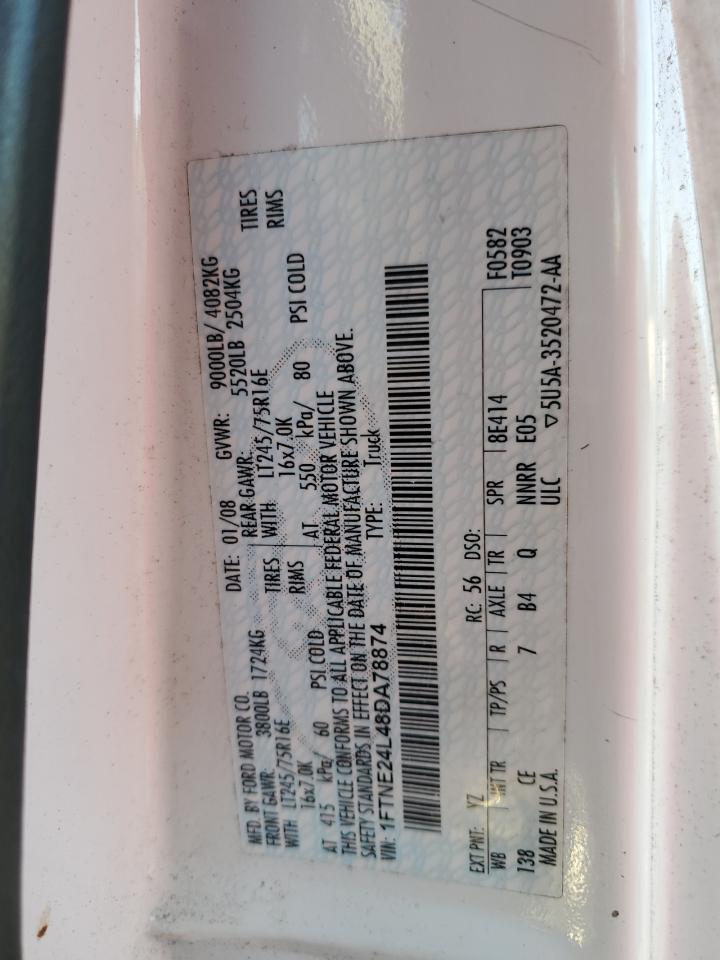 MFD. BY FORD MOTOR CO. DATE: 01/08 GVWR: 9000LB/ 4082KG
FRONT GAWR: 3800LB 1724KG REAR GAWR: 5520LB 2504KG
WITH LT245/75R16E TIRES WITH LT245/75R16E TIRES
16x7.0K RIMS 16x7.0K RIMS
AT 415 kPa/ 60 PSI COLD AT 550 kPa/ 80 PSI COLD
THIS VEHICLE CONFORMS TO ALL APPLICABLE FEDERAL MOTOR VEHICLE
SAFETY STANDARDS IN EFFECT ON THE DATE OF MANUFACTURE SHOWN ABOVE.
VIN: 1FTNE24L48DA78874 TYPE: Truck
EXT PNT: YZ RC: 56 DSO: F0582
WB INT TR TP/PS R AXLE TR SPR 8E414 T0903
138 CE 7 B4 Q NNRR E05
MADE IN U.S.A. ULC ▽5U5A-3520472-AA